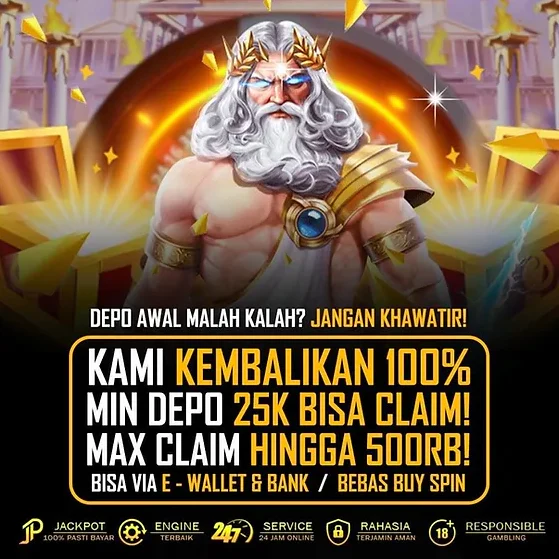 DEPO AWAL MALAH KALAH? JANGAN KHAWATIR!
KAMI KEMBALIKAN 100%
MIN DEPO 25K BISA CLAIM!
MAX CLAIM HINGGA 500RB!
BISA VIA E - WALLET & BANK / BEBAS BUY SPIN
JP JACKPOT
100% PASTI BAYAR
ENGINE
TERBAIK
24/7 SERVICE
24 JAM ONLINE
RAHASIA
TERJAMIN AMAN
18+ RESPONSIBLE
GAMBLING